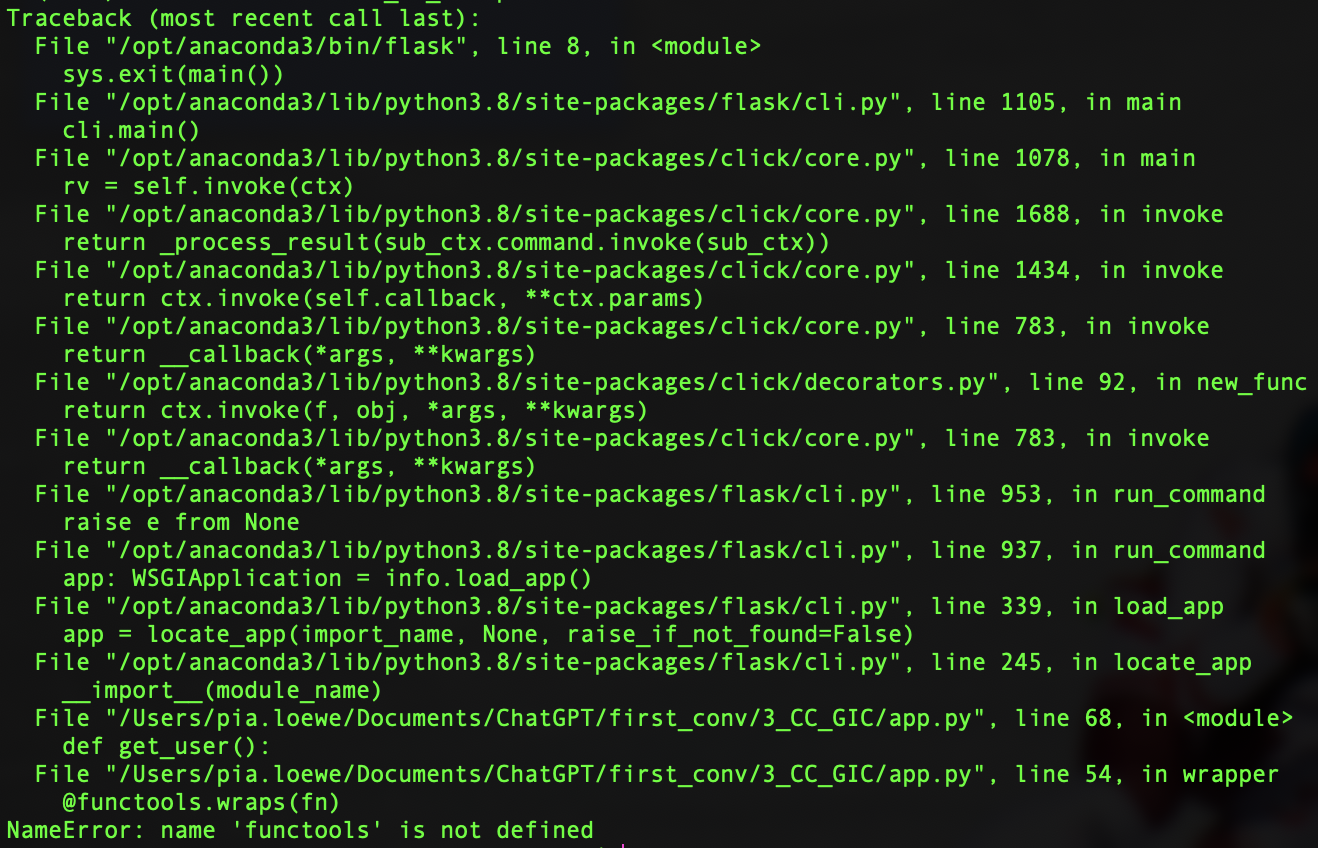 Traceback (most recent call last):
  File "/opt/anaconda3/bin/flask", line 8, in <module>
    sys.exit(main())
  File "/opt/anaconda3/lib/python3.8/site-packages/flask/cli.py", line 1105, in main
    cli.main()
  File "/opt/anaconda3/lib/python3.8/site-packages/click/core.py", line 1078, in main
    rv = self.invoke(ctx)
  File "/opt/anaconda3/lib/python3.8/site-packages/click/core.py", line 1688, in invoke
    return _process_result(sub_ctx.command.invoke(sub_ctx))
  File "/opt/anaconda3/lib/python3.8/site-packages/click/core.py", line 1434, in invoke
    return ctx.invoke(self.callback, **ctx.params)
  File "/opt/anaconda3/lib/python3.8/site-packages/click/core.py", line 783, in invoke
    return __callback(*args, **kwargs)
  File "/opt/anaconda3/lib/python3.8/site-packages/click/decorators.py", line 92, in new_func
    return ctx.invoke(f, obj, *args, **kwargs)
  File "/opt/anaconda3/lib/python3.8/site-packages/click/core.py", line 783, in invoke
    return __callback(*args, **kwargs)
  File "/opt/anaconda3/lib/python3.8/site-packages/flask/cli.py", line 953, in run_command
    raise e from None
  File "/opt/anaconda3/lib/python3.8/site-packages/flask/cli.py", line 937, in run_command
    app: WSGIApplication = info.load_app()
  File "/opt/anaconda3/lib/python3.8/site-packages/flask/cli.py", line 339, in load_app
    app = locate_app(import_name, None, raise_if_not_found=False)
  File "/opt/anaconda3/lib/python3.8/site-packages/flask/cli.py", line 245, in locate_app
    __import__(module_name)
  File "/Users/pia.loewe/Documents/ChatGPT/first_conv/3_CC_GIC/app.py", line 68, in <module>
    def get_user():
  File "/Users/pia.loewe/Documents/ChatGPT/first_conv/3_CC_GIC/app.py", line 54, in wrapper
    @functools.wraps(fn)
NameError: name 'functools' is not defined